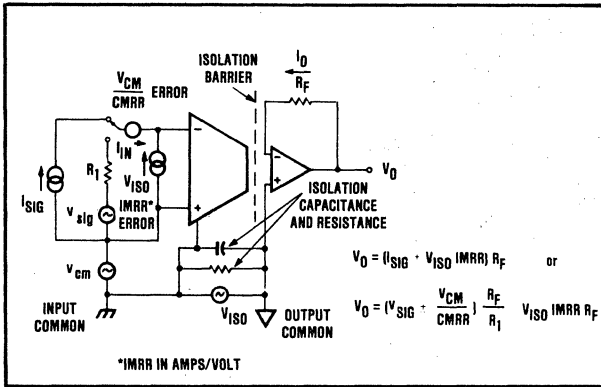 ISOLATION
BARRIER
I_O
R_F
V_CM
CMRR
ERROR
I_IN
−
−
V_O
R_1
V_ISO
I_SIG
V_sig
IMRR*
ERROR
+
+
ISOLATION
CAPACITANCE
AND RESISTANCE
V_cm
V_O = (I_SIG + V_ISO IMRR) R_F or
INPUT
COMMON
V_ISO
OUTPUT
COMMON
V_O = (V_SIG + V_CM/CMRR) R_F/R_1 V_ISO IMRR R_F
*IMRR IN AMPS/VOLT